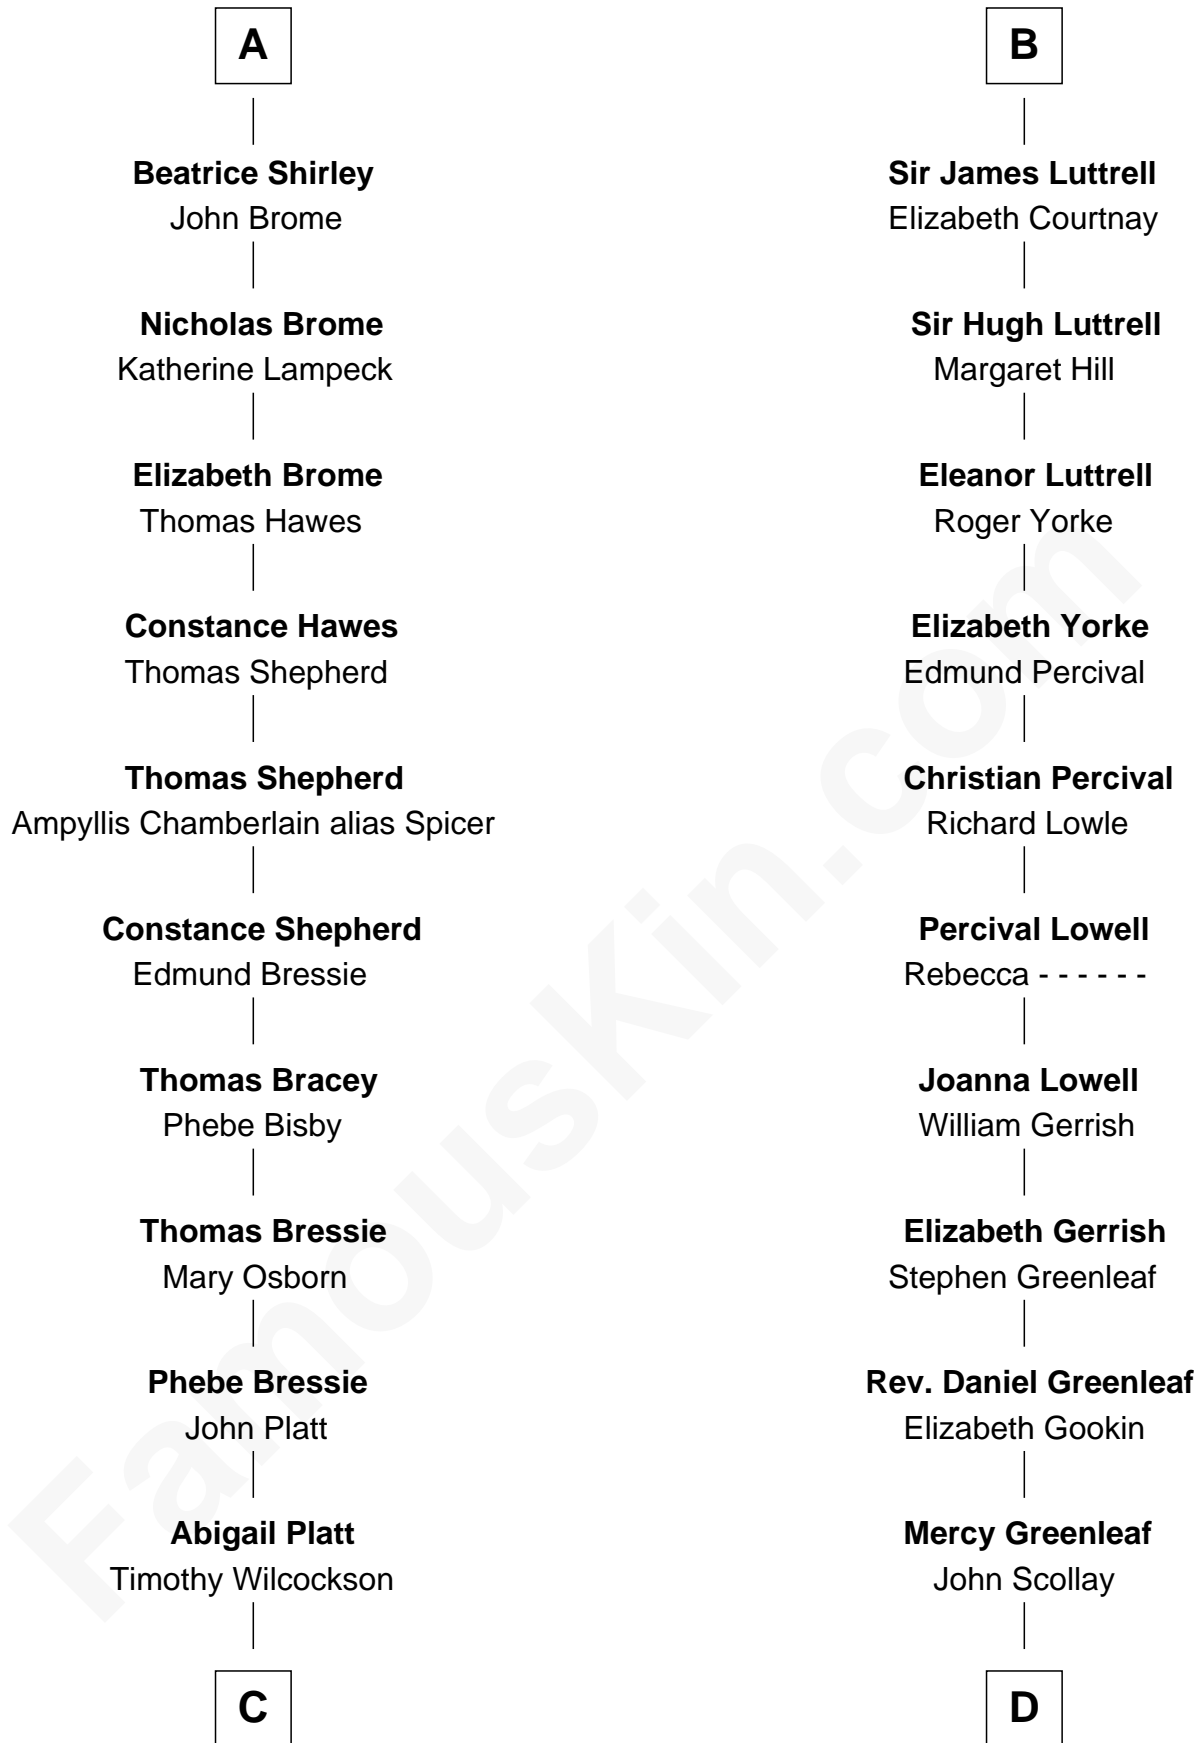 A
Beatrice Shirley
John Brome
Nicholas Brome
Katherine Lampeck
Elizabeth Brome
Thomas Hawes
Constance Hawes
Thomas Shepherd
Thomas Shepherd
Ampyllis Chamberlain alias Spicer
Constance Shepherd
Edmund Bressie
Thomas Bracey
Phebe Bisby
Thomas Bressie
Mary Osborn
Phebe Bressie
John Platt
Abigail Platt
Timothy Wilcockson
C
B
Sir James Luttrell
Elizabeth Courtnay
Sir Hugh Luttrell
Margaret Hill
Eleanor Luttrell
Roger Yorke
Elizabeth Yorke
Edmund Percival
Christian Percival
Richard Lowle
Percival Lowell
Rebecca - - - - - -
Joanna Lowell
William Gerrish
Elizabeth Gerrish
Stephen Greenleaf
Rev. Daniel Greenleaf
Elizabeth Gookin
Mercy Greenleaf
John Scollay
D
FamousKin.com